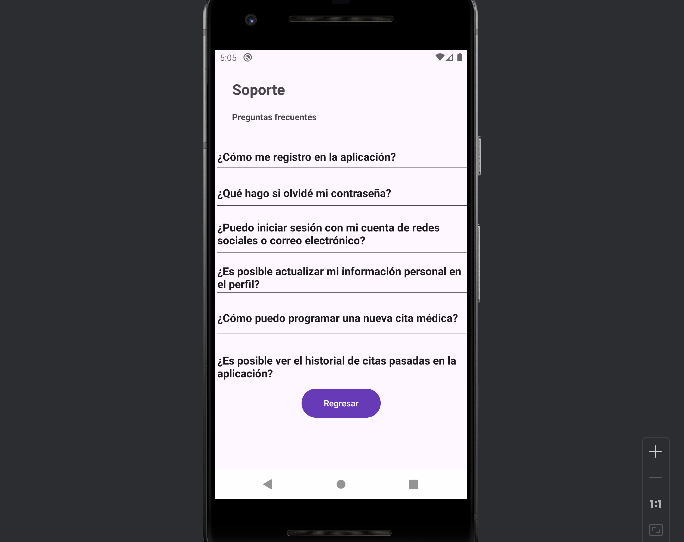 5:05
Soporte
Preguntas frecuentes
¿Cómo me registro en la aplicación?
¿Qué hago si olvidé mi contraseña?
¿Puedo iniciar sesión con mi cuenta de redes
sociales o correo electrónico?
¿Es posible actualizar mi información personal en
el perfil?
¿Cómo puedo programar una nueva cita médica?
¿Es posible ver el historial de citas pasadas en la
aplicación?
Regresar
1:1